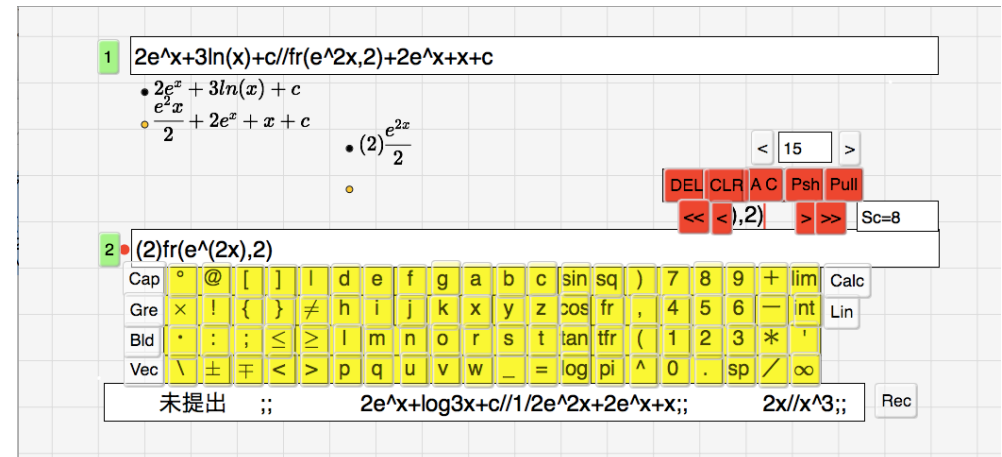 1 2e^x+3ln(x)+c//fr(e^2x,2)+2e^x+x+c
2e^x + 3ln(x) + c
e^2x/2 + 2e^x + x + c
(2)e^{2x}/2
< 15 >
DEL CLR A C Psh Pull
<< < ),2) > >> Sc=8
2 (2)fr(e^(2x),2)
Cap ° @ [ ] | d e f g a b c sin sq ) 7 8 9 + lim Calc
Gre × ! { } ≠ h i j k x y z cos fr , 4 5 6 — int Lin
Bld · : ; ≤ ≥ l m n o r s t tan tfr ( 1 2 3 * ' 
Vec \ ± ∓ < > p q u v w _ = log pi ^ 0 . sp / ∞
未提出 ;; 2e^x+log3x+c//1/2e^2x+2e^x+x;; 2x//x^3;; Rec